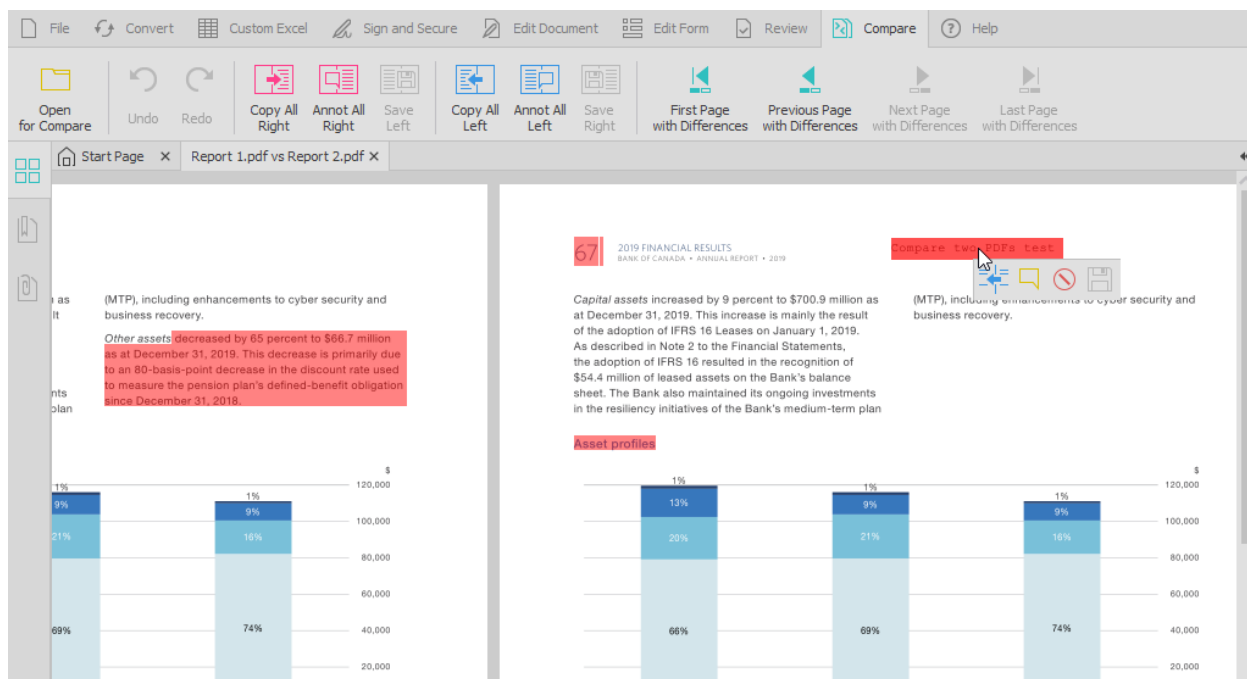 File Convert Custom Excel Sign and Secure Edit Document Edit Form Review Compare Help
Open for Compare
Undo
Redo
Copy All Right
Annot All Right
Save Left
Copy All Left
Annot All Left
Save Right
First Page with Differences
Previous Page with Differences
Next Page with Differences
Last Page with Differences
Start Page
Report 1.pdf vs Report 2.pdf
as
lt
nts
plan
(MTP), including enhancements to cyber security and
business recovery.
Other assets decreased by 65 percent to $66.7 million
as at December 31, 2019. This decrease is primarily due
to an 80-basis-point decrease in the discount rate used
to measure the pension plan's defined-benefit obligation
since December 31, 2018.
$
1% 120,000
1%
9%
9%
100,000
21% 16%
80,000
60,000
69% 74% 40,000
20,000
67
2019 FINANCIAL RESULTS
BANK OF CANADA • ANNUAL REPORT • 2019
Compare two PDFs test
Capital assets increased by 9 percent to $700.9 million as
at December 31, 2019. This increase is mainly the result
of the adoption of IFRS 16 Leases on January 1, 2019.
As described in Note 2 to the Financial Statements,
the adoption of IFRS 16 resulted in the recognition of
$54.4 million of leased assets on the Bank's balance
sheet. The Bank also maintained its ongoing investments
in the resiliency initiatives of the Bank's medium-term plan
(MTP), including enhancements to cyber security and
business recovery.
Asset profiles
$
1% 1% 120,000
1%
13% 9%
9%
100,000
20% 21% 16%
80,000
60,000
66% 69% 74% 40,000
20,000